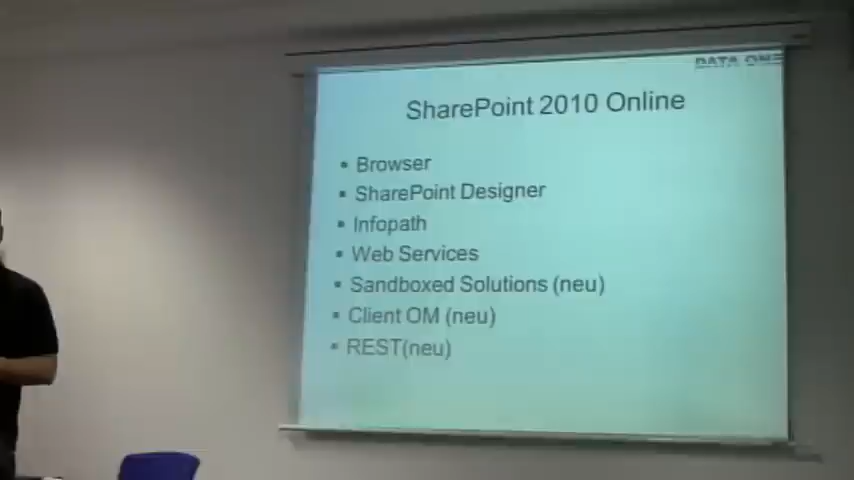 DATA ONE
SharePoint 2010 Online
• Browser
• SharePoint Designer
• Infopath
• Web Services
• Sandboxed Solutions (neu)
• Client OM (neu)
• REST(neu)